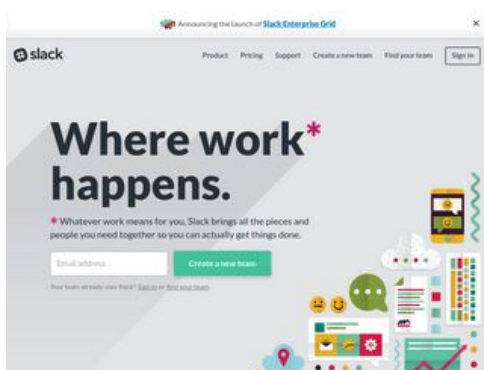 Announcing the launch of Slack Enterprise Grid
×
slack
Product Pricing Support Create a new team Find your team Sign in
Where work*
happens.
* Whatever work means for you, Slack brings all the pieces and
people you need together so you can actually get things done.
Email address
Create a new team
Your team already uses Slack? Sign in or find your team.